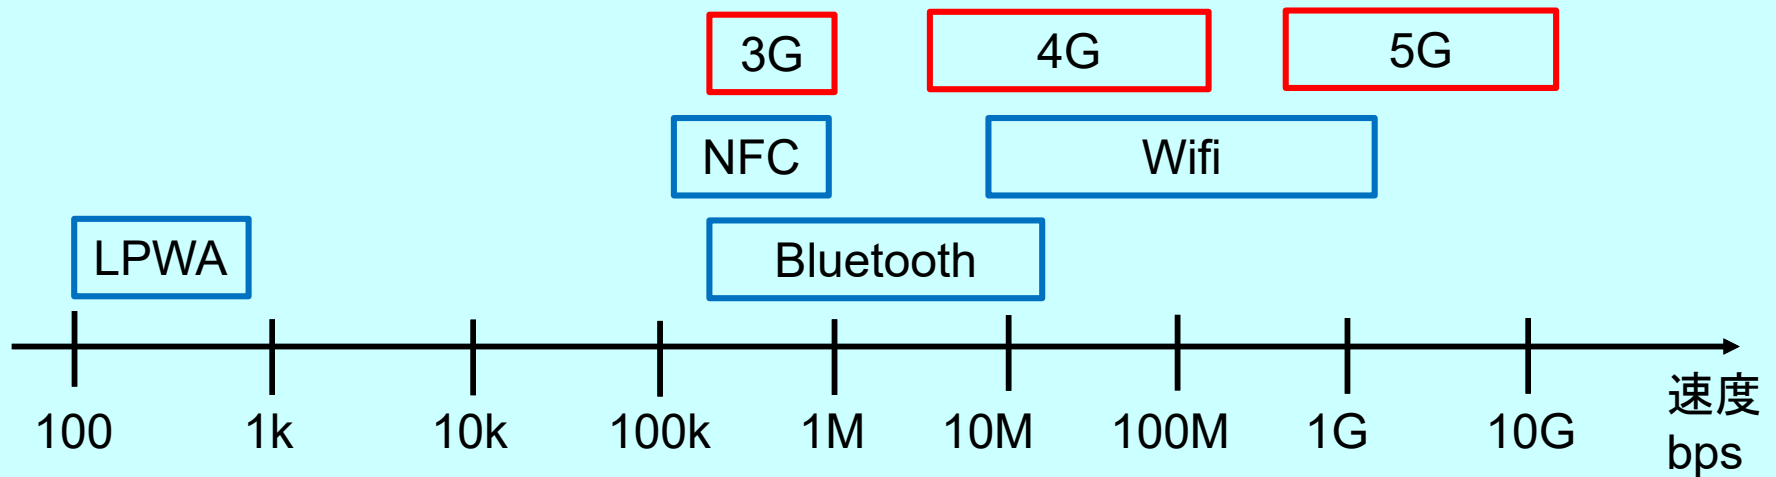 3G
4G
5G
NFC
Wifi
LPWA
Bluetooth
100
1k
10k
100k
1M
10M
100M
1G
10G
速度
bps